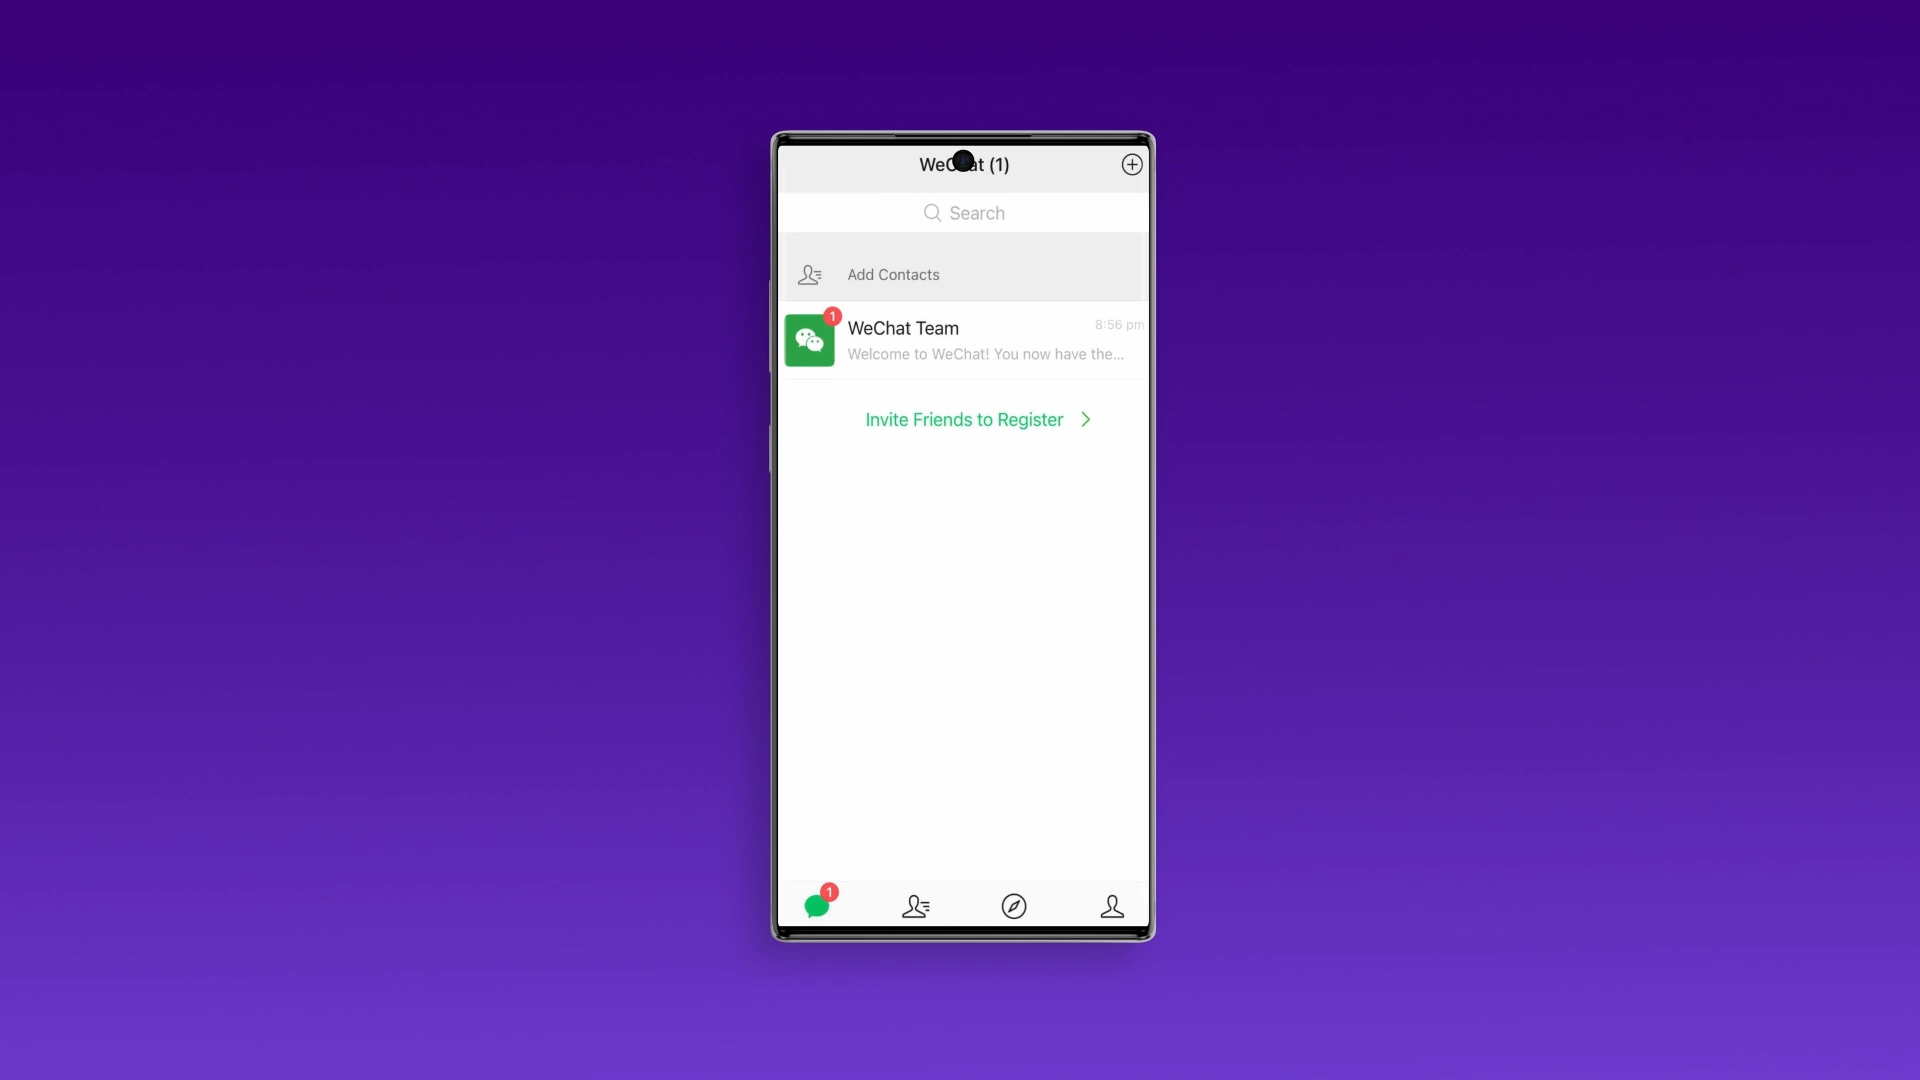 WeChat (1)
Search
Add Contacts
1
WeChat Team
8:56 pm
Welcome to WeChat! You now have the...
Invite Friends to Register
1